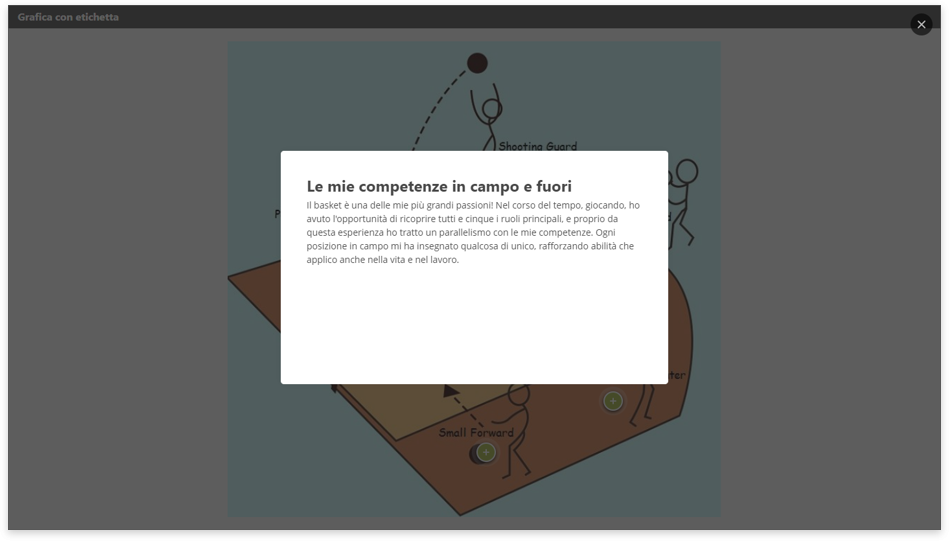 Grafica con etichetta
Shooting Guard
Le mie competenze in campo e fuori
Il basket è una delle mie più grandi passioni! Nel corso del tempo, giocando, ho
avuto l'opportunità di ricoprire tutti e cinque i ruoli principali, e proprio da
questa esperienza ho tratto un parallelismo con le mie competenze. Ogni
posizione in campo mi ha insegnato qualcosa di unico, rafforzando abilità che
applico anche nella vita e nel lavoro.
Small Forward